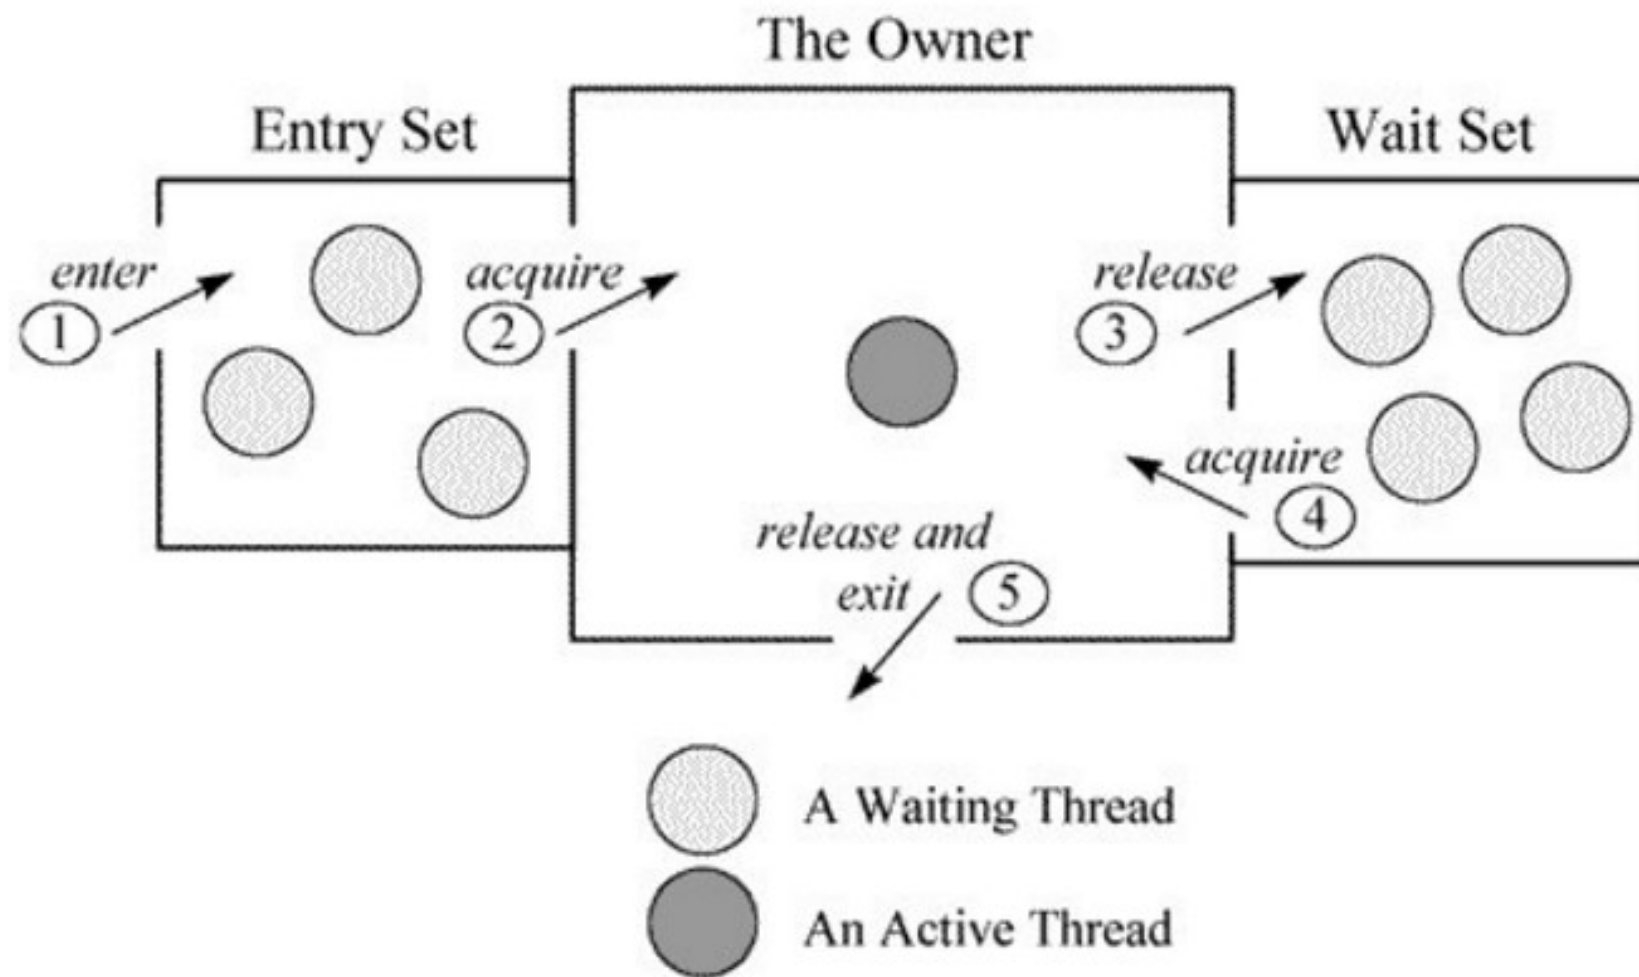 The Owner
Entry Set
Wait Set
enter
1
acquire
2
release
3
acquire
4
release and
exit
5
A Waiting Thread
An Active Thread